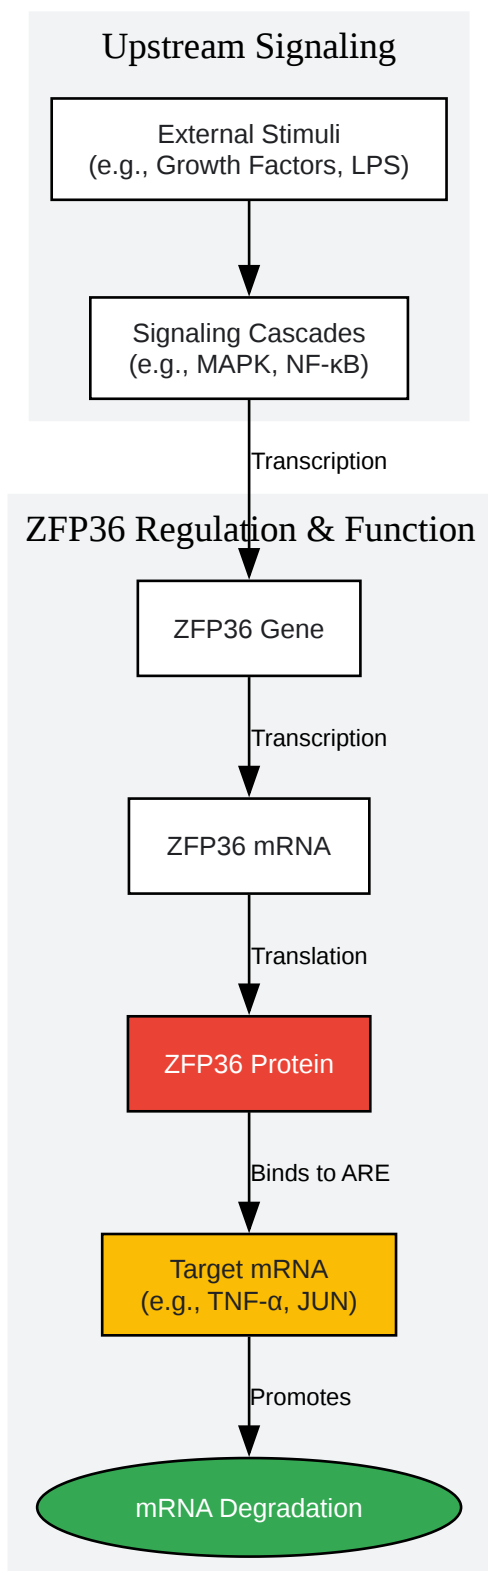 Upstream Signaling
External Stimuli
(e.g., Growth Factors, LPS)
Signaling Cascades
(e.g., MAPK, NF-κB)
Transcription
ZFP36 Regulation & Function
ZFP36 Gene
Transcription
ZFP36 mRNA
Translation
ZFP36 Protein
Binds to ARE
Target mRNA
(e.g., TNF-α, JUN)
Promotes
mRNA Degradation